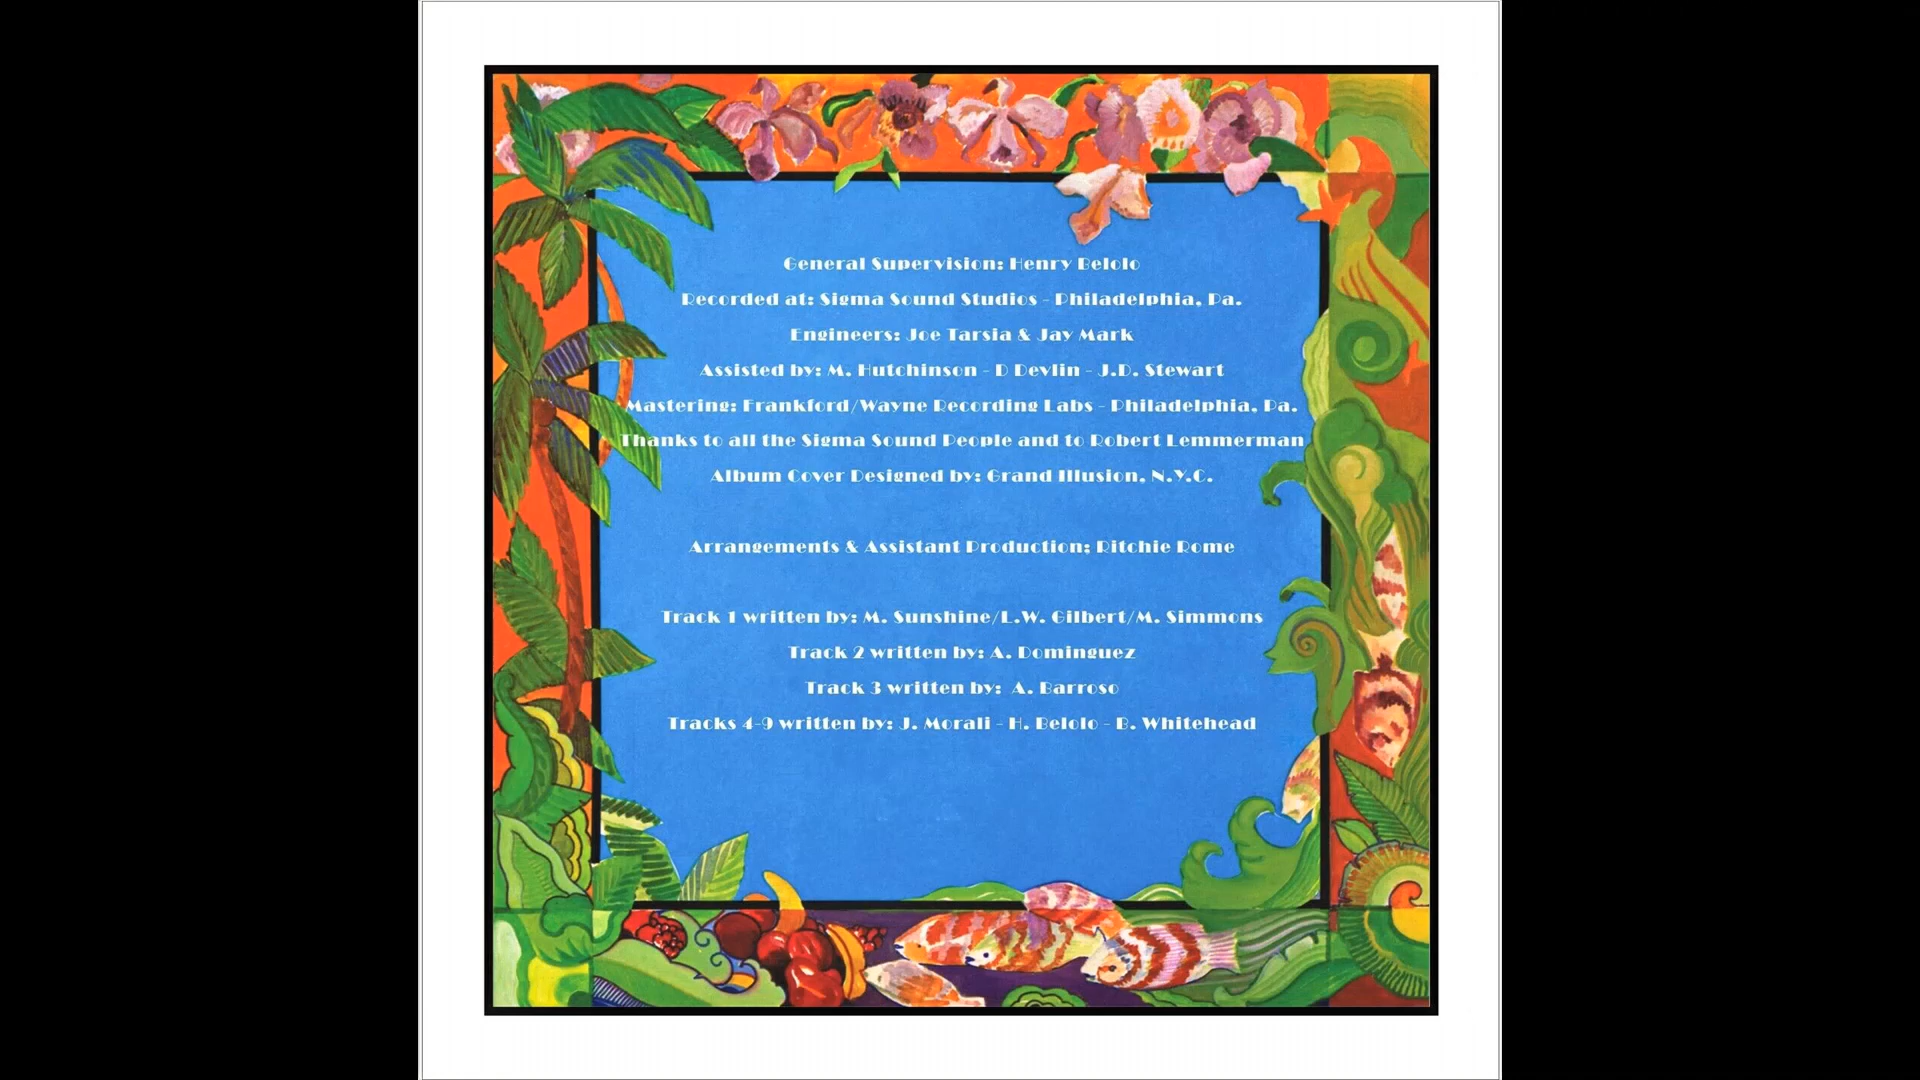 General Supervision: Henry Belolo
Recorded at: Sigma Sound Studios - Philadelphia, Pa.
Engineers: Joe Tarsia & Jay Mark
Assisted by: M. Hutchinson - D Devlin - J.D. Stewart
Mastering: Frankford/Wayne Recording Labs - Philadelphia, Pa.
Thanks to all the Sigma Sound People and to Robert Lemmerman
Album Cover Designed by: Grand Illusion, N.Y.C.
Arrangements & Assistant Production; Ritchie Rome
Track 1 written by: M. Sunshine/L.W. Gilbert/M. Simmons
Track 2 written by: A. Dominguez
Track 3 written by: A. Barroso
Tracks 4-9 written by: J. Morali - H. Belolo - B. Whitehead